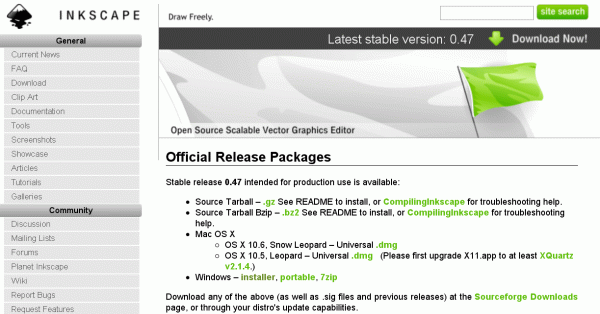 INKSCAPE
Draw Freely.
site search
Latest stable version: 0.47
Download Now!
General
Current News
FAQ
Download
Clip Art
Documentation
Tools
Screenshots
Showcase
Articles
Tutorials
Galleries
Community
Discussion
Mailing Lists
Forums
Planet Inkscape
Wiki
Report Bugs
Request Features
Open Source Scalable Vector Graphics Editor
Official Release Packages
Stable release 0.47 intended for production use is available:
Source Tarball – .gz See README to install, or CompilingInkscape for troubleshooting help.
Source Tarball Bzip – .bz2 See README to install, or CompilingInkscape for troubleshooting
help.
Mac OS X
OS X 10.6, Snow Leopard – Universal .dmg
OS X 10.5, Leopard – Universal .dmg (Please first upgrade X11.app to at least XQuartz
v2.1.4.)
Windows – installer, portable, 7zip
Download any of the above (as well as .sig files and previous releases) at the Sourceforge Downloads
page, or through your distro's update capabilities.